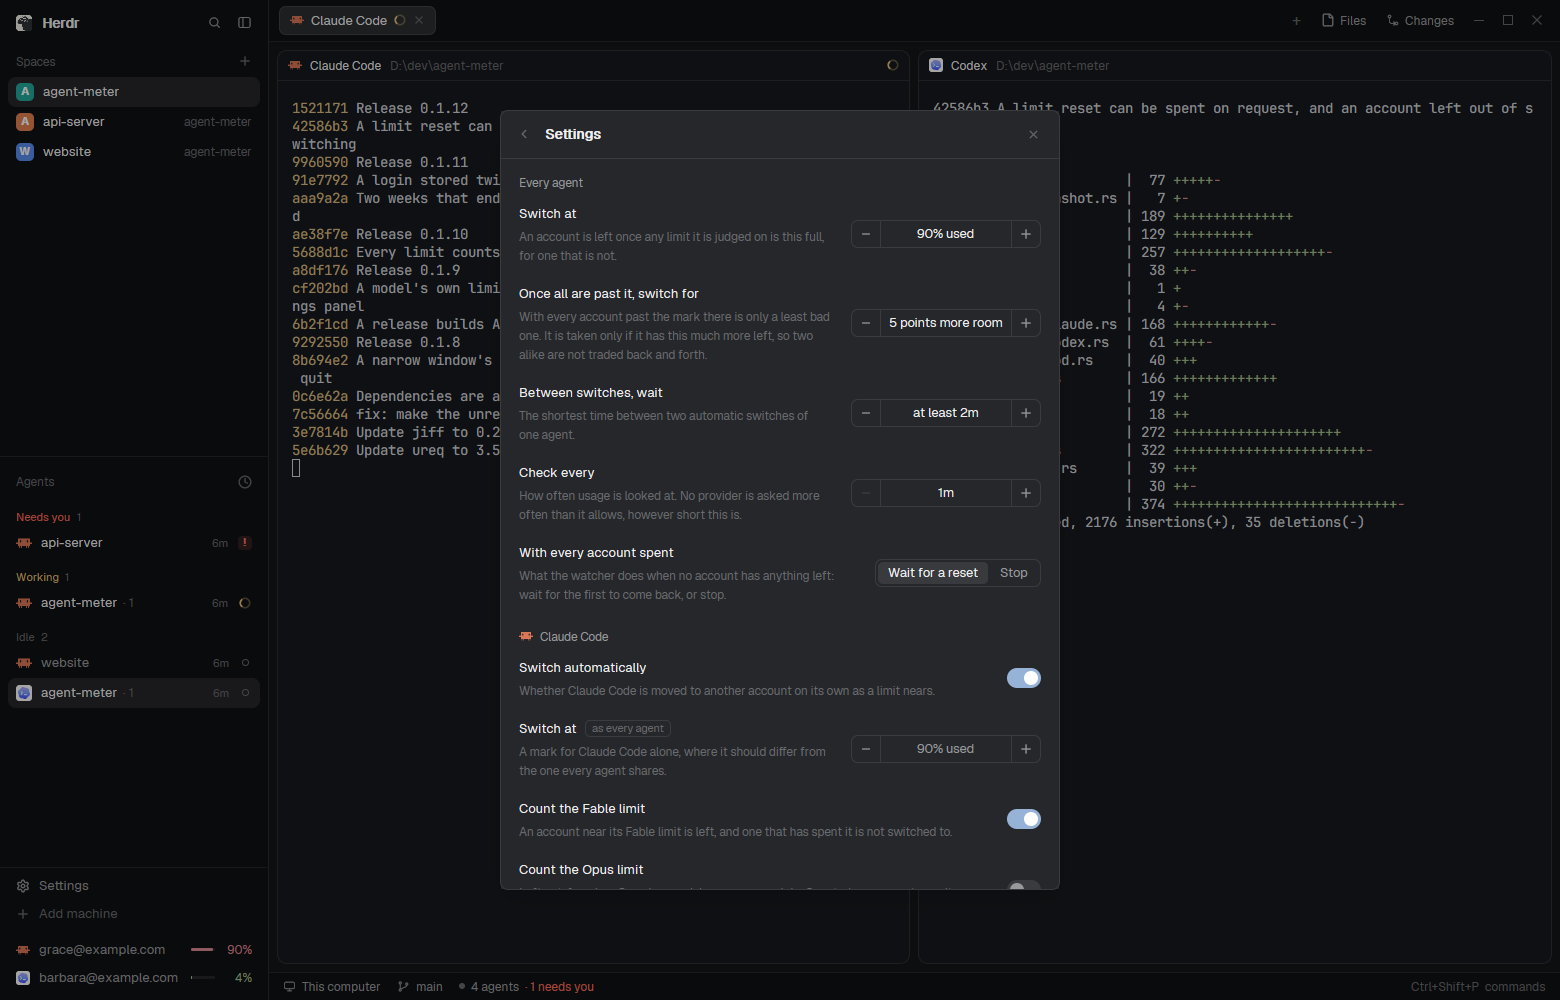 Herdr
Spaces
A agent-meter
A api-server agent-meter
W website agent-meter
Agents
Needs you 1
api-server 6m !
Working 1
agent-meter · 1 6m
Idle 2
website 6m
agent-meter · 1 6m
Settings
Add machine
grace@example.com 90%
barbara@example.com 4%
Claude Code
Files
Changes
Claude Code D:\dev\agent-meter
1521171 Release 0.1.12
42586b3 A limit reset can
witching
9960590 Release 0.1.11
91e7792 A login stored twi
aaa9a2a Two weeks that end
d
ae38f7e Release 0.1.10
5688d1c Every limit counts
a8df176 Release 0.1.9
cf202bd A model's own limi
ngs panel
6b2f1cd A release builds A
9292550 Release 0.1.8
8b694e2 A narrow window's
quit
0c6e62a Dependencies are a
7c56664 fix: make the unre
3e7814b Update jiff to 0.2
5e6b629 Update ureq to 3.5
Codex D:\dev\agent-meter
42586b3 A limit reset can be spent on request, and an account left out of s
| 77 +++++-
shot.rs | 7 +-
| 189 +++++++++++++++
| 129 ++++++++++
| 257 +++++++++++++++++++-
| 38 ++-
| 1 +
| 4 +-
laude.rs | 168 ++++++++++++-
odex.rs | 61 ++++-
d.rs | 40 +++
| 166 +++++++++++++
| 19 ++
| 18 ++
| 272 +++++++++++++++++++++
| 322 ++++++++++++++++++++++++-
rs | 39 +++
| 30 ++-
| 374 ++++++++++++++++++++++++++++-
d, 2176 insertions(+), 35 deletions(-)
Settings
Every agent
Switch at
An account is left once any limit it is judged on is this full,
for one that is not.
90% used
Once all are past it, switch for
With every account past the mark there is only a least bad
one. It is taken only if it has this much more left, so two
alike are not traded back and forth.
5 points more room
Between switches, wait
The shortest time between two automatic switches of
one agent.
at least 2m
Check every
How often usage is looked at. No provider is asked more
often than it allows, however short this is.
1m
With every account spent
What the watcher does when no account has anything left:
wait for the first to come back, or stop.
Wait for a reset Stop
Claude Code
Switch automatically
Whether Claude Code is moved to another account on its own as a limit nears.
Switch at as every agent
A mark for Claude Code alone, where it should differ from
the one every agent shares.
90% used
Count the Fable limit
An account near its Fable limit is left, and one that has spent it is not switched to.
Count the Opus limit
This computer
main
4 agents · 1 needs you
Ctrl+Shift+P commands